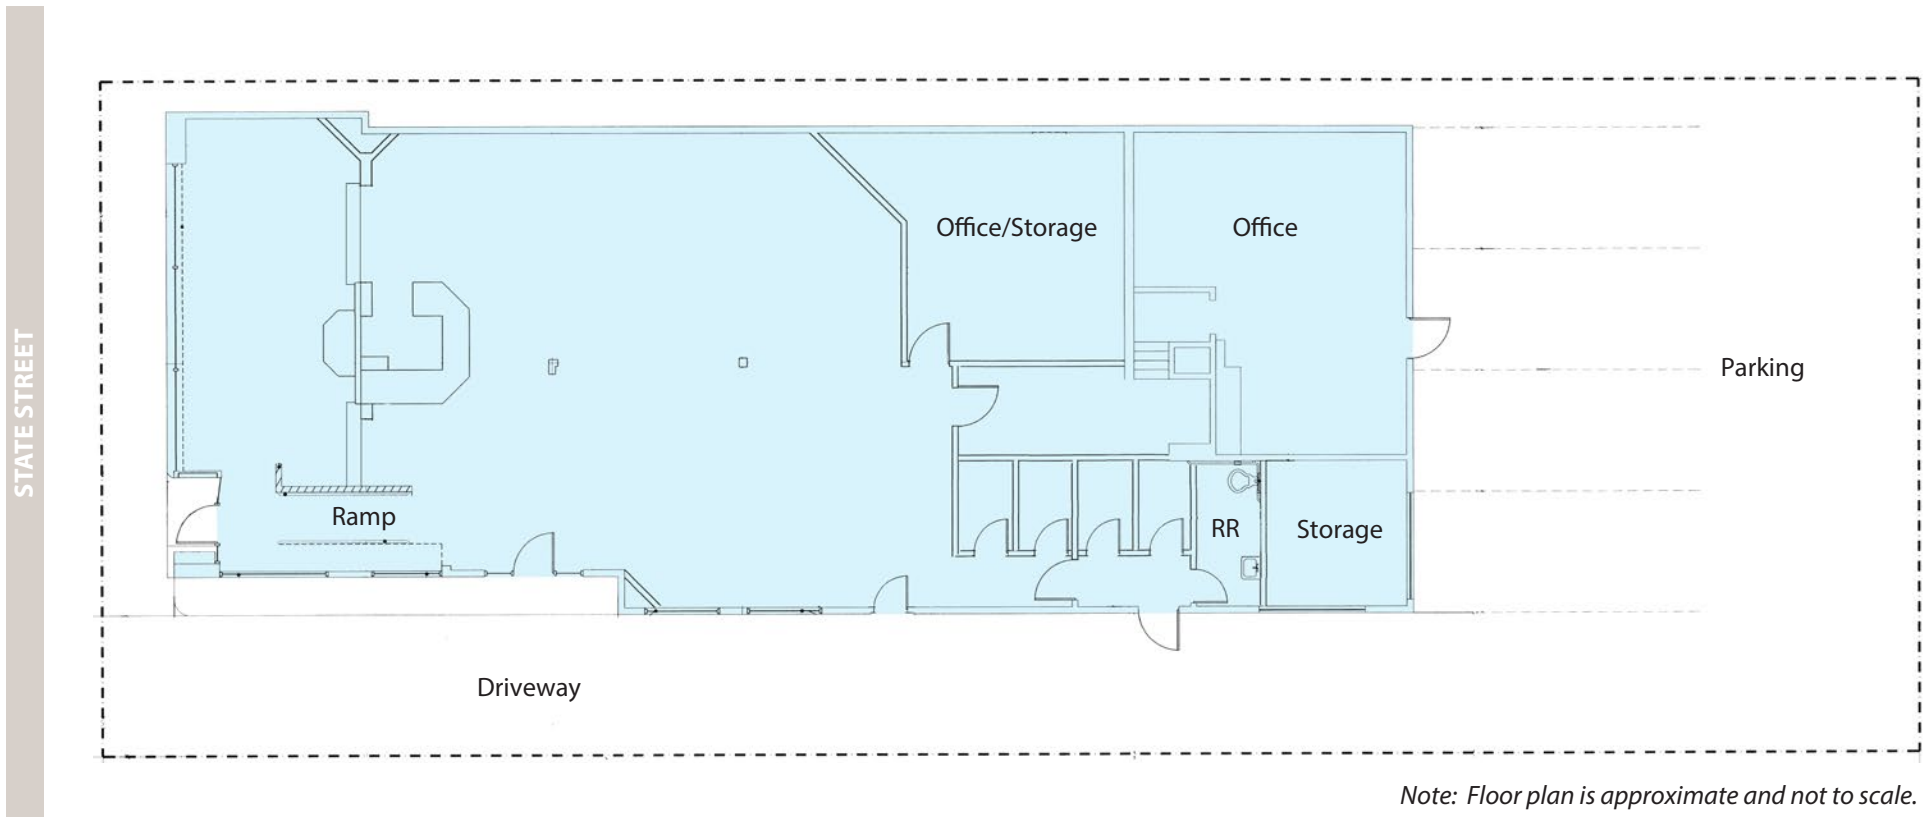 STATE STREET
Office/Storage
Office
Parking
Ramp
RR
Storage
Driveway
Note: Floor plan is approximate and not to scale.